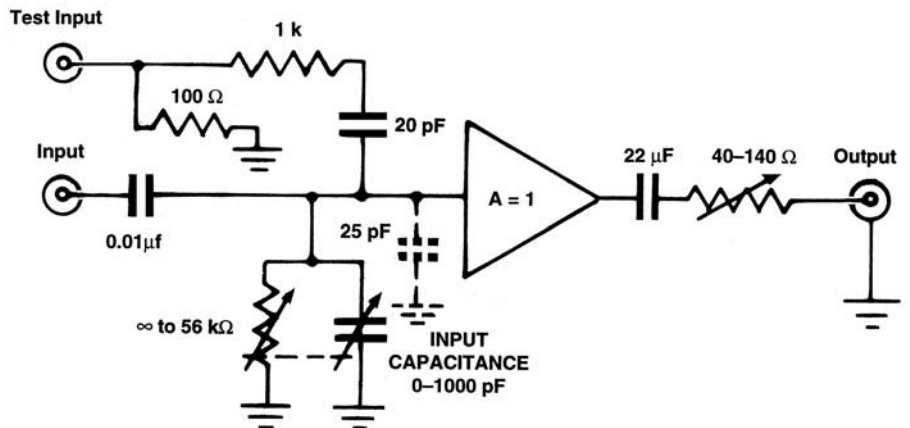 Test Input
1 k
100 Ω
20 pF
Input
22 µF
40–140 Ω
Output
A = 1
0.01µf
25 pF
∞ to 56 kΩ
INPUT
CAPACITANCE
0–1000 pF